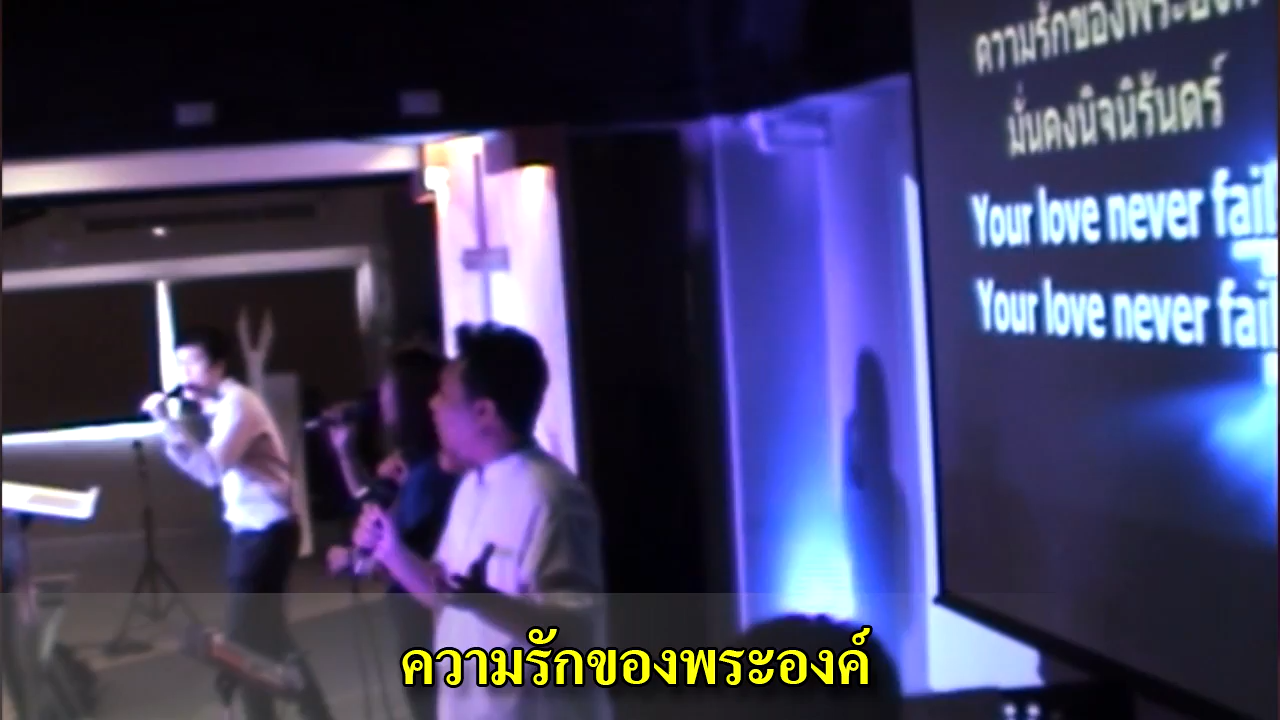 ความรักของพระองค์
มั่นคงนิจนิรันดร์
Your love never fail
Your love never fail
ความรักของพระองค์